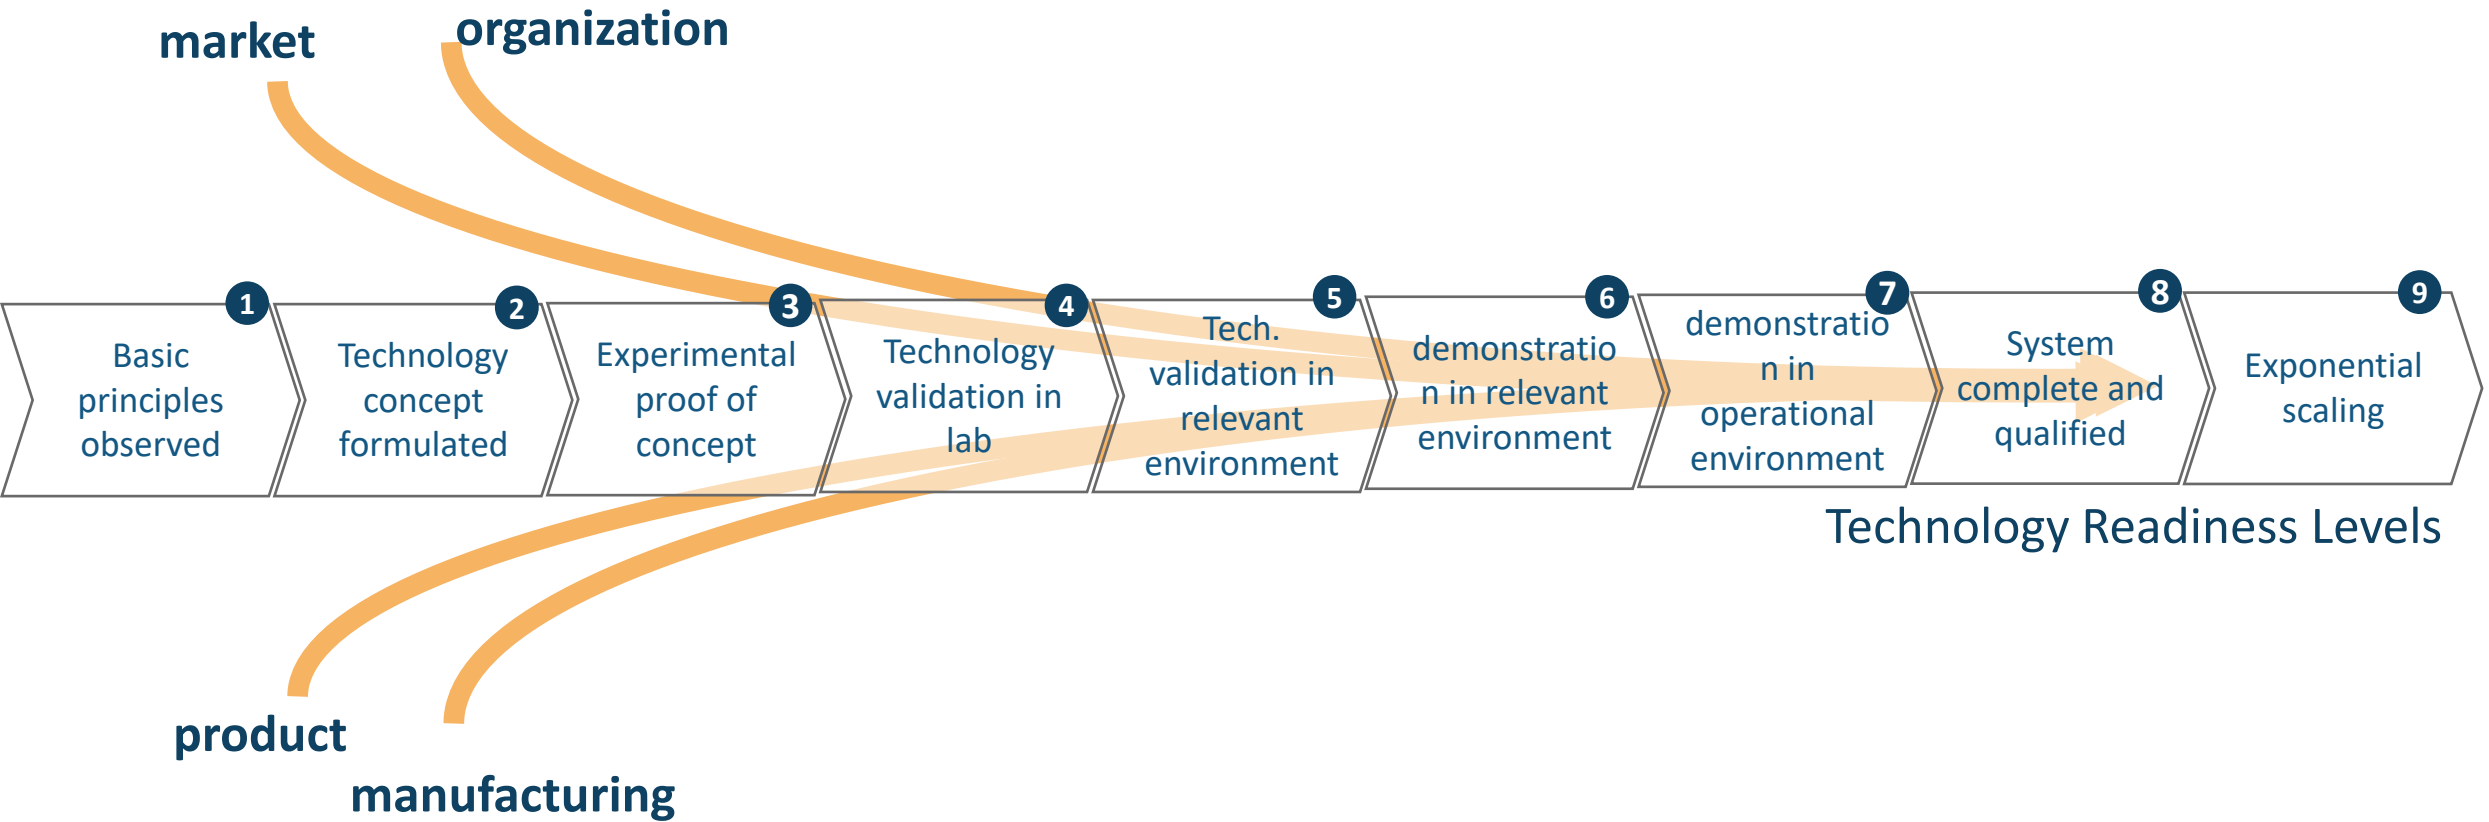 market
organization
1
Basic
principles
observed
2
Technology
concept
formulated
3
Experimental
proof of
concept
4
Technology
validation in
lab
5
Tech.
validation in
relevant
environment
6
demonstratio
n in relevant
environment
7
demonstratio
n in
operational
environment
8
System
complete and
qualified
9
Exponential
scaling
Technology Readiness Levels
product
manufacturing